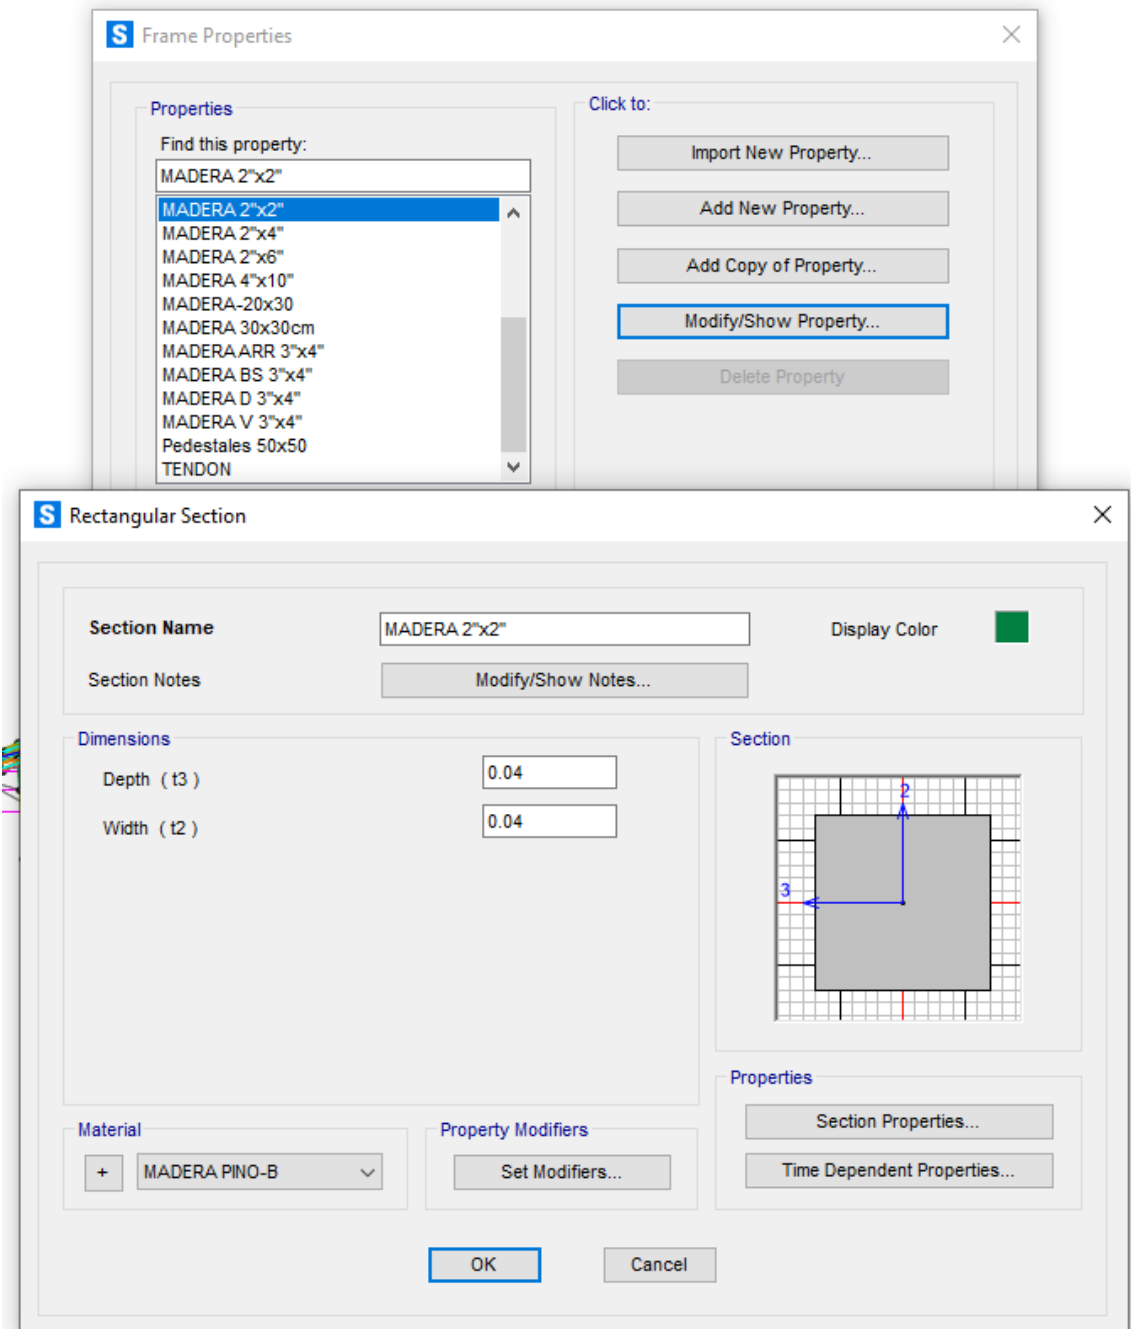 S Frame Properties
Properties
Click to:
Find this property:
MADERA 2"x2"
Import New Property...
MADERA 2"x2"
Add New Property...
MADERA 2"x4"
MADERA 2"x6"
Add Copy of Property...
MADERA 4"x10"
MADERA-20x30
MADERA 30x30cm
Modify/Show Property...
MADERA ARR 3"x4"
MADERA BS 3"x4"
Delete Property
MADERA D 3"x4"
MADERA V 3"x4"
Pedestales 50x50
TENDON
S Rectangular Section
Section Name
MADERA 2"x2"
Display Color
Section Notes
Modify/Show Notes...
Dimensions
Section
Depth ( t3 )
0.04
Width ( t2 )
0.04
2
3
Properties
Section Properties...
Time Dependent Properties...
Material
+
MADERA PINO-B
Property Modifiers
Set Modifiers...
OK
Cancel